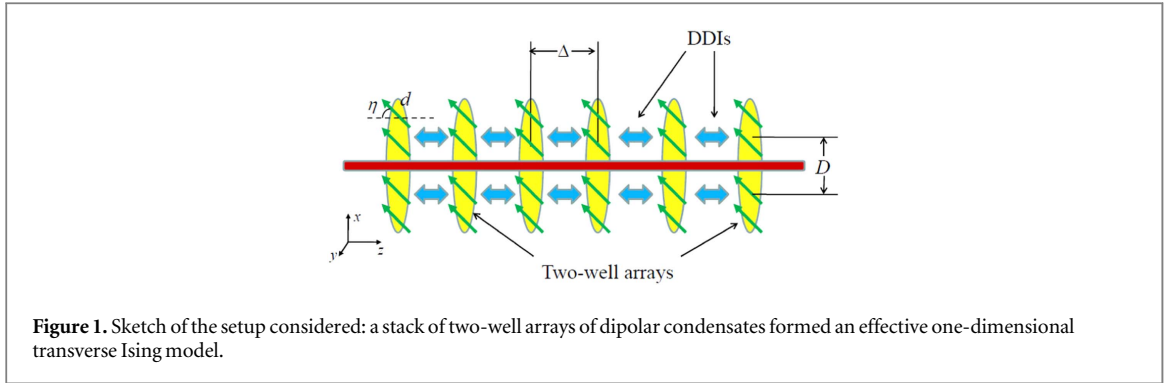 DDIs
Δ
η d
D
x
y z
Two-well arrays
Figure 1. Sketch of the setup considered: a stack of two-well arrays of dipolar condensates formed an effective one-dimensional
transverse Ising model.